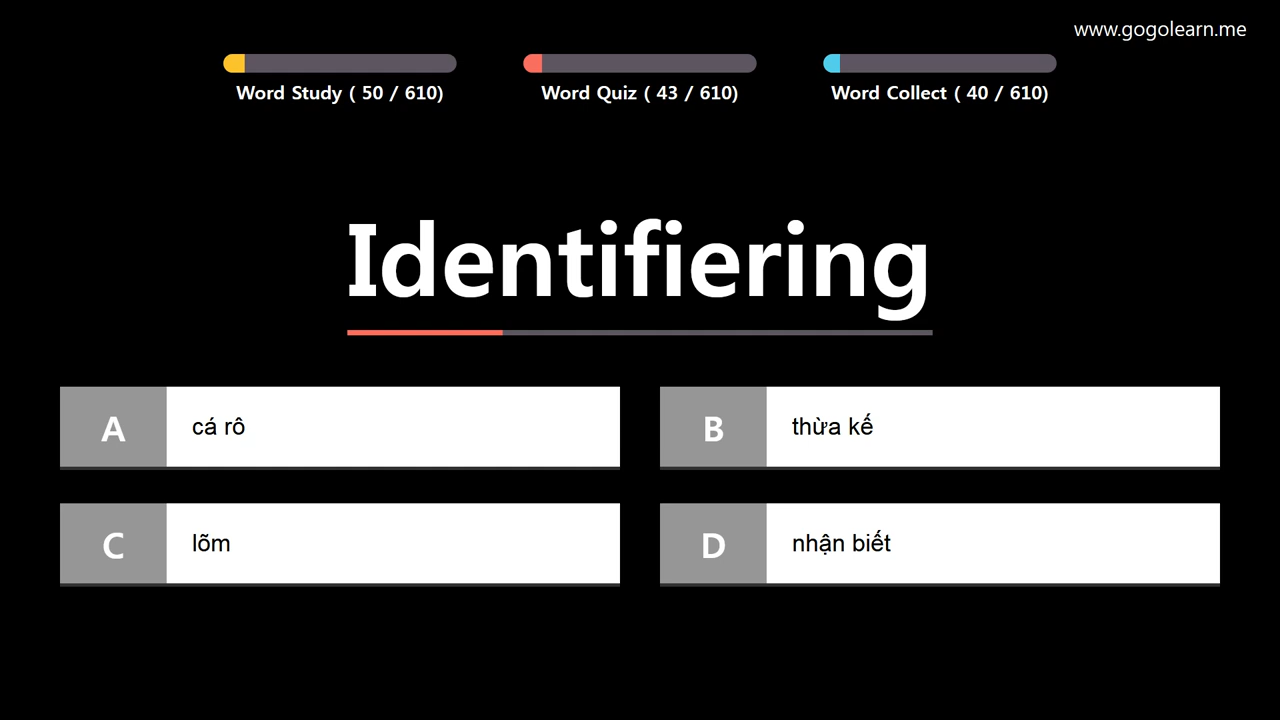 www.gogolearn.me
Word Study ( 50 / 610)
Word Quiz ( 43 / 610)
Word Collect ( 40 / 610)
Identifiering
A
cá rô
B
thừa kế
C
lõm
D
nhận biết